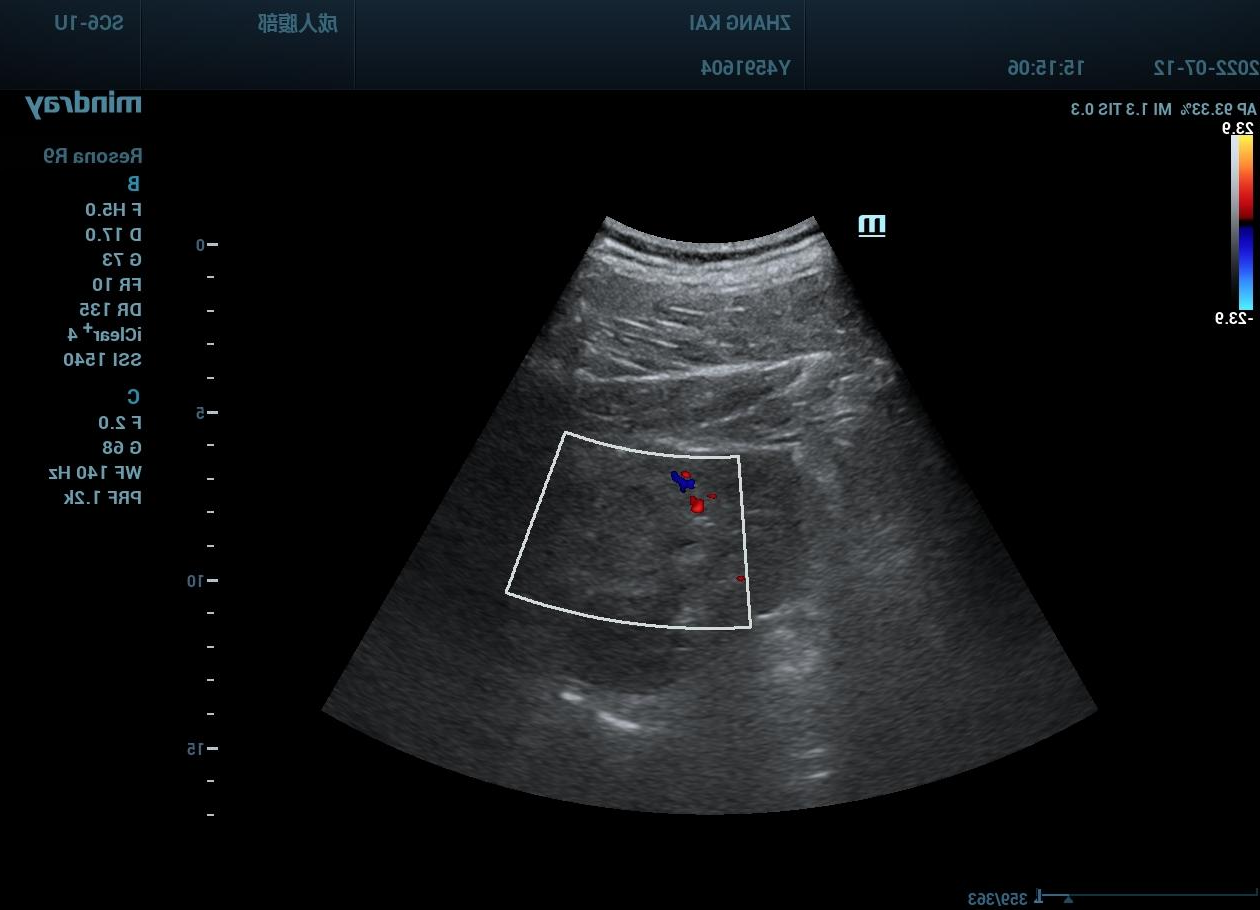 SC6-1U
成人腹部
ZHANG KAI
Y4591604
2022-07-12
15:15:06
AP 93.33% MI 1.3 TIS 0.3
mindray
Resona R9
B
F H5.0
D 17.0
G 73
FR 10
DR 135
iClear+ 4
SSI 1540
C
F 2.0
G 68
WF 140 Hz
PRF 1.2k
23.9
-23.9
m
0
5
10
15
359/363